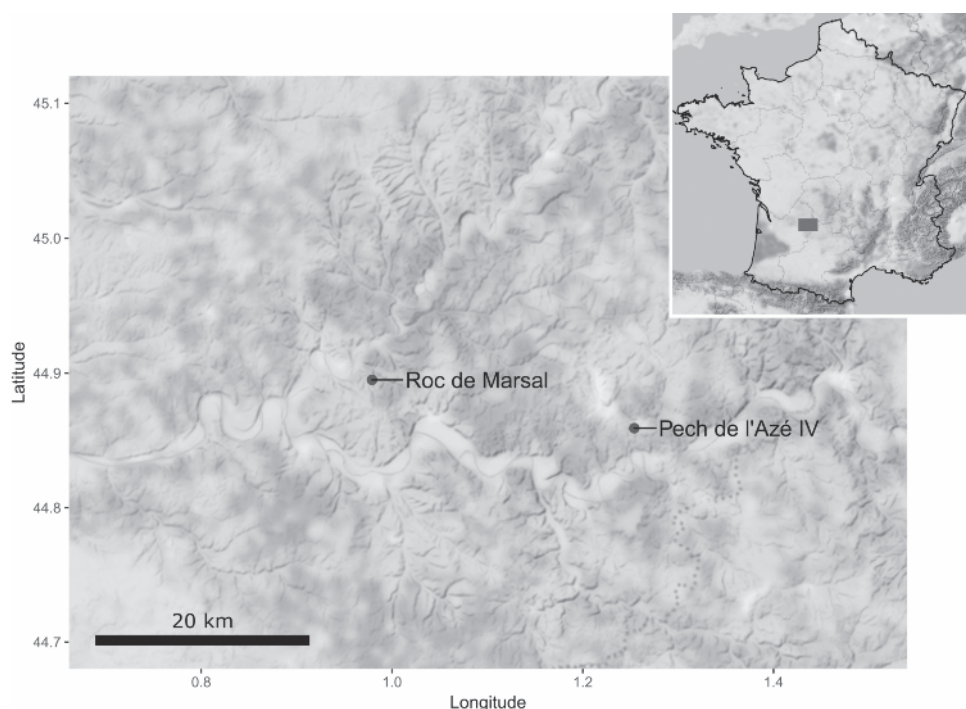 45.1
45.0
44.9
44.8
44.7
Latitude
Roc de Marsal
Pech de l'Azé IV
20 km
0.8
1.0
1.2
1.4
Longitude